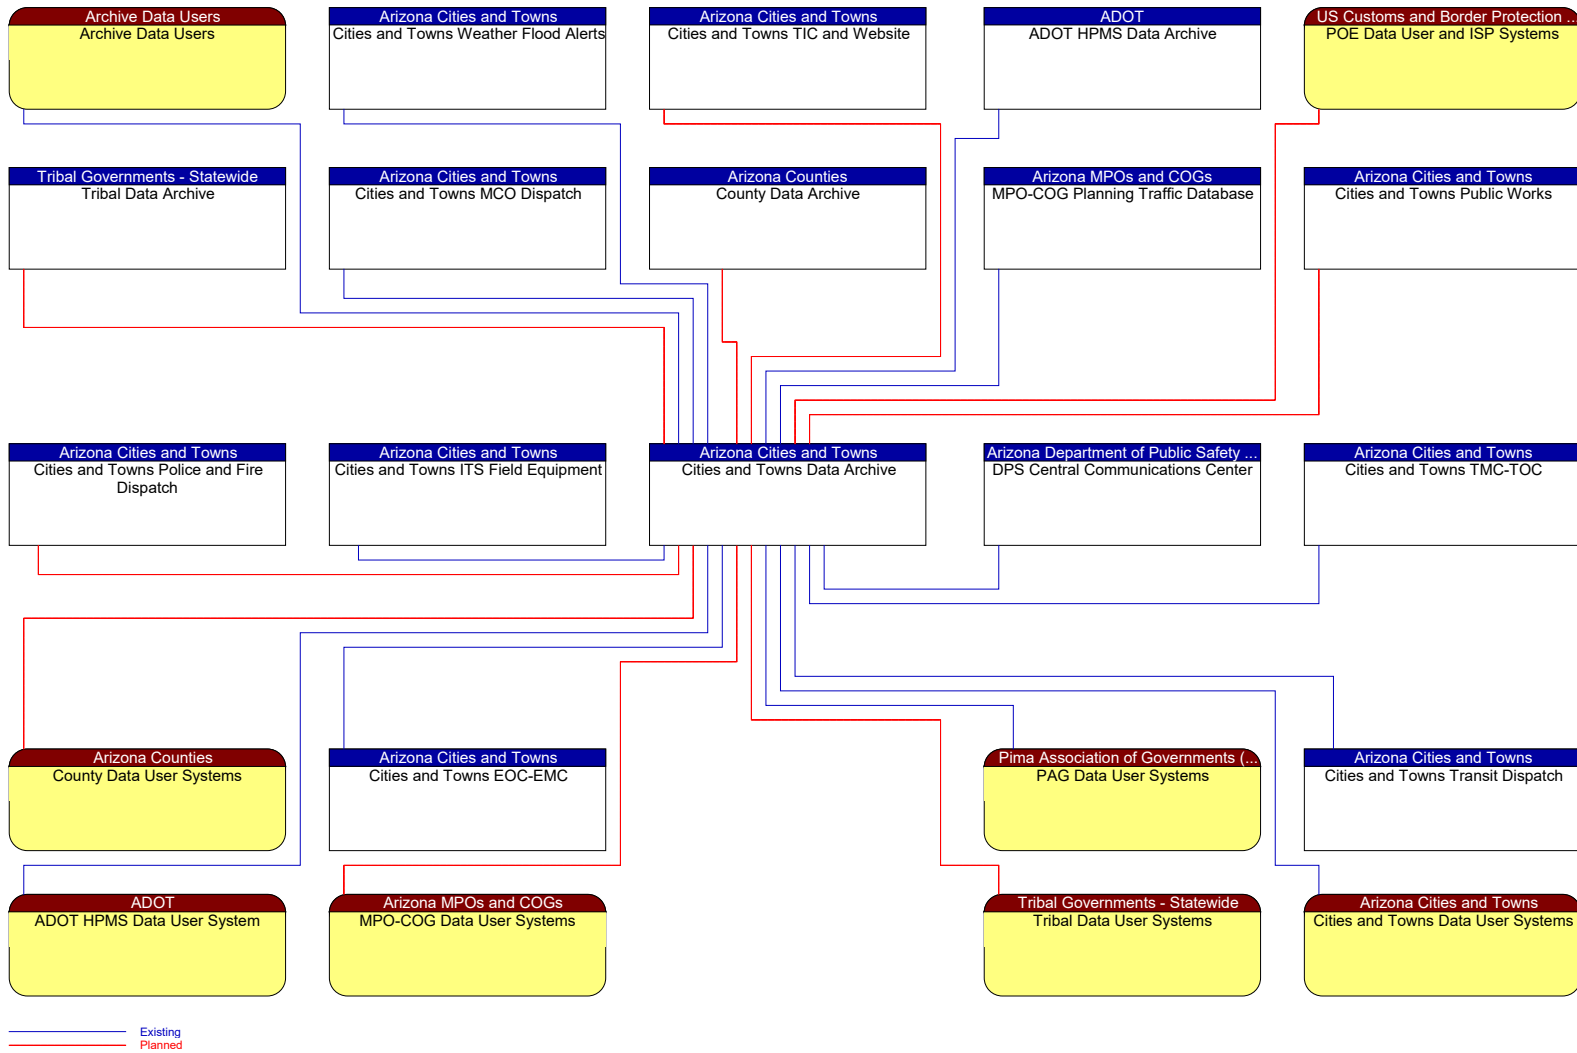 Archive Data Users
Archive Data Users
Arizona Cities and Towns
Cities and Towns Weather Flood Alerts
Arizona Cities and Towns
Cities and Towns TIC and Website
ADOT
ADOT HPMS Data Archive
US Customs and Border Protection ...
POE Data User and ISP Systems
Tribal Governments - Statewide
Tribal Data Archive
Arizona Cities and Towns
Cities and Towns MCO Dispatch
Arizona Counties
County Data Archive
Arizona MPOs and COGs
MPO-COG Planning Traffic Database
Arizona Cities and Towns
Cities and Towns Public Works
Arizona Cities and Towns
Cities and Towns Police and Fire
Dispatch
Arizona Cities and Towns
Cities and Towns ITS Field Equipment
Arizona Cities and Towns
Cities and Towns Data Archive
Arizona Department of Public Safety ...
DPS Central Communications Center
Arizona Cities and Towns
Cities and Towns TMC-TOC
Arizona Counties
County Data User Systems
Arizona Cities and Towns
Cities and Towns EOC-EMC
Pima Association of Governments (...
PAG Data User Systems
Arizona Cities and Towns
Cities and Towns Transit Dispatch
ADOT
ADOT HPMS Data User System
Arizona MPOs and COGs
MPO-COG Data User Systems
Tribal Governments - Statewide
Tribal Data User Systems
Arizona Cities and Towns
Cities and Towns Data User Systems
Existing
Planned